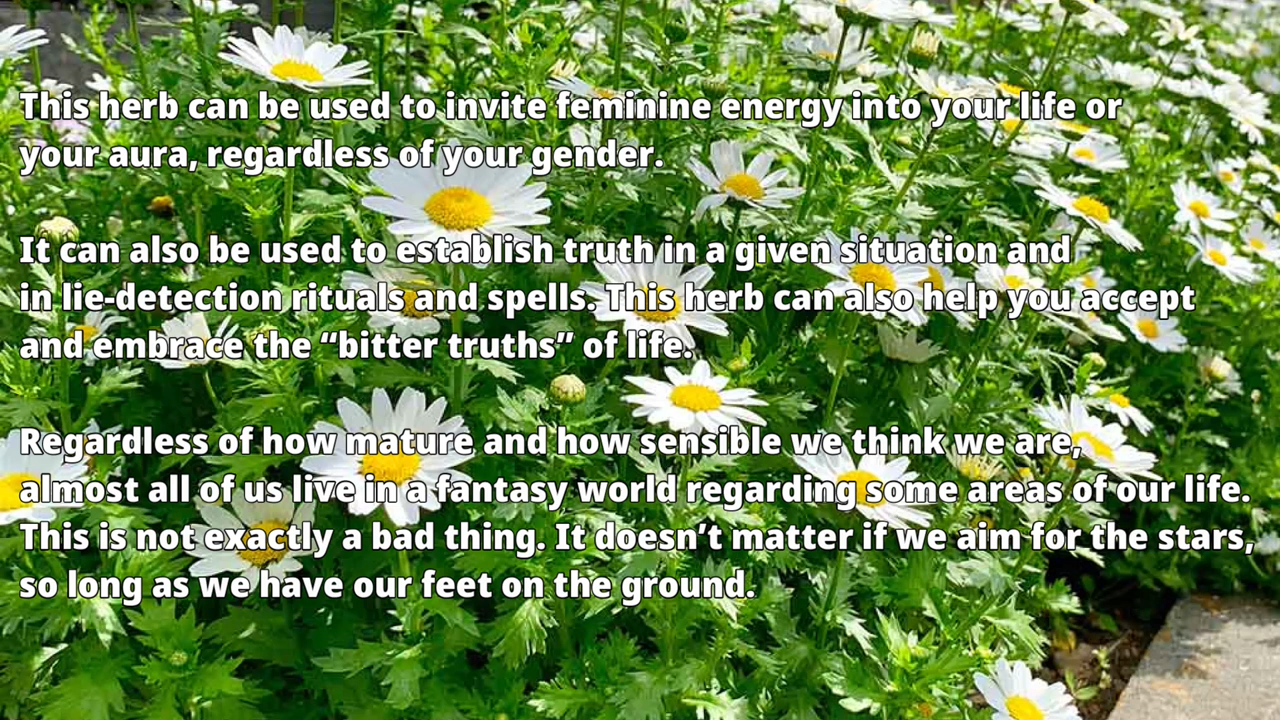 This herb can be used to invite feminine energy into your life or
your aura, regardless of your gender.
It can also be used to establish truth in a given situation and
in lie-detection rituals and spells. This herb can also help you accept
and embrace the “bitter truths” of life.
Regardless of how mature and how sensible we think we are,
almost all of us live in a fantasy world regarding some areas of our life.
This is not exactly a bad thing. It doesn’t matter if we aim for the stars,
so long as we have our feet on the ground.